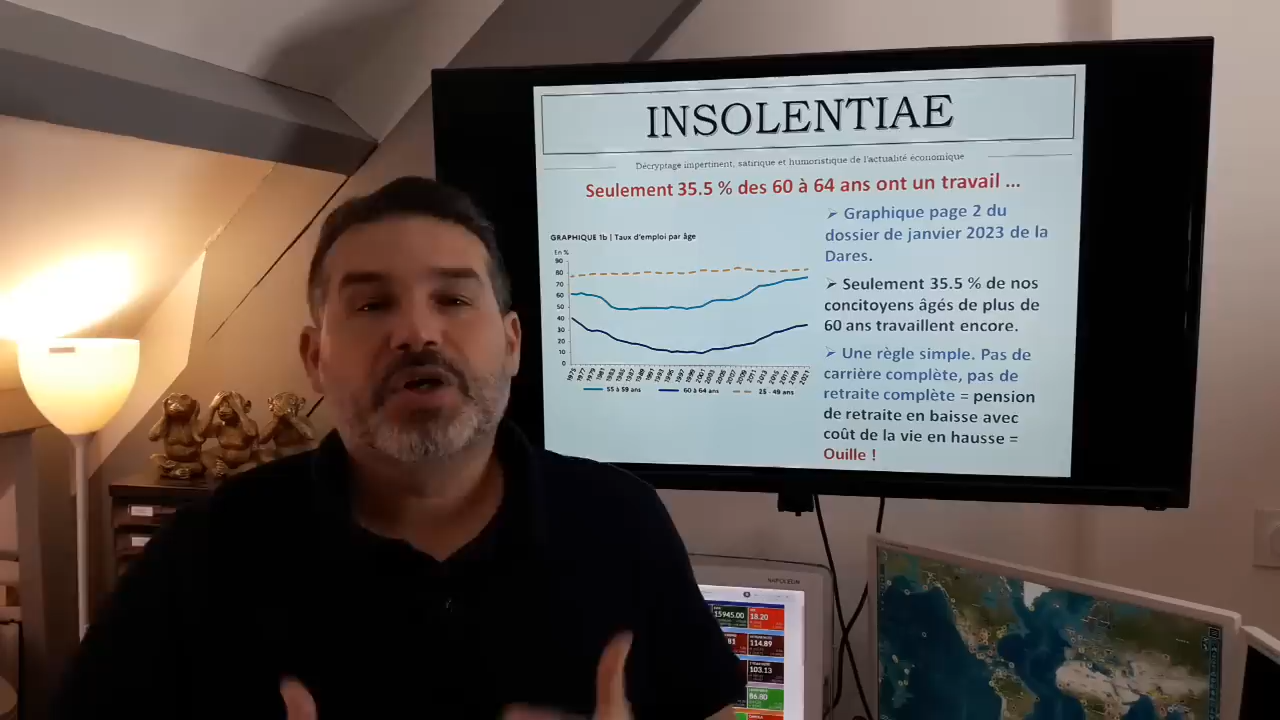 INSOLENTIAE
Décryptage impertinent, satirique et humoristique de l'actualité économique
Seulement 35.5 % des 60 à 64 ans ont un travail ...
GRAPHIQUE 1b | Taux d'emploi par âge
En %
90
80
70
60
50
40
30
20
10
0
55 à 59 ans 60 à 64 ans 25 - 49 ans
➢ Graphique page 2 du
dossier de janvier 2023 de la
Dares.
➢ Seulement 35.5 % de nos
concitoyens âgés de plus de
60 ans travaillent encore.
➢ Une règle simple. Pas de
carrière complète, pas de
retraite complète = pension
de retraite en baisse avec
coût de la vie en hausse =
Ouille !
15945.00 18.20
81 114.89
103.13
86.80